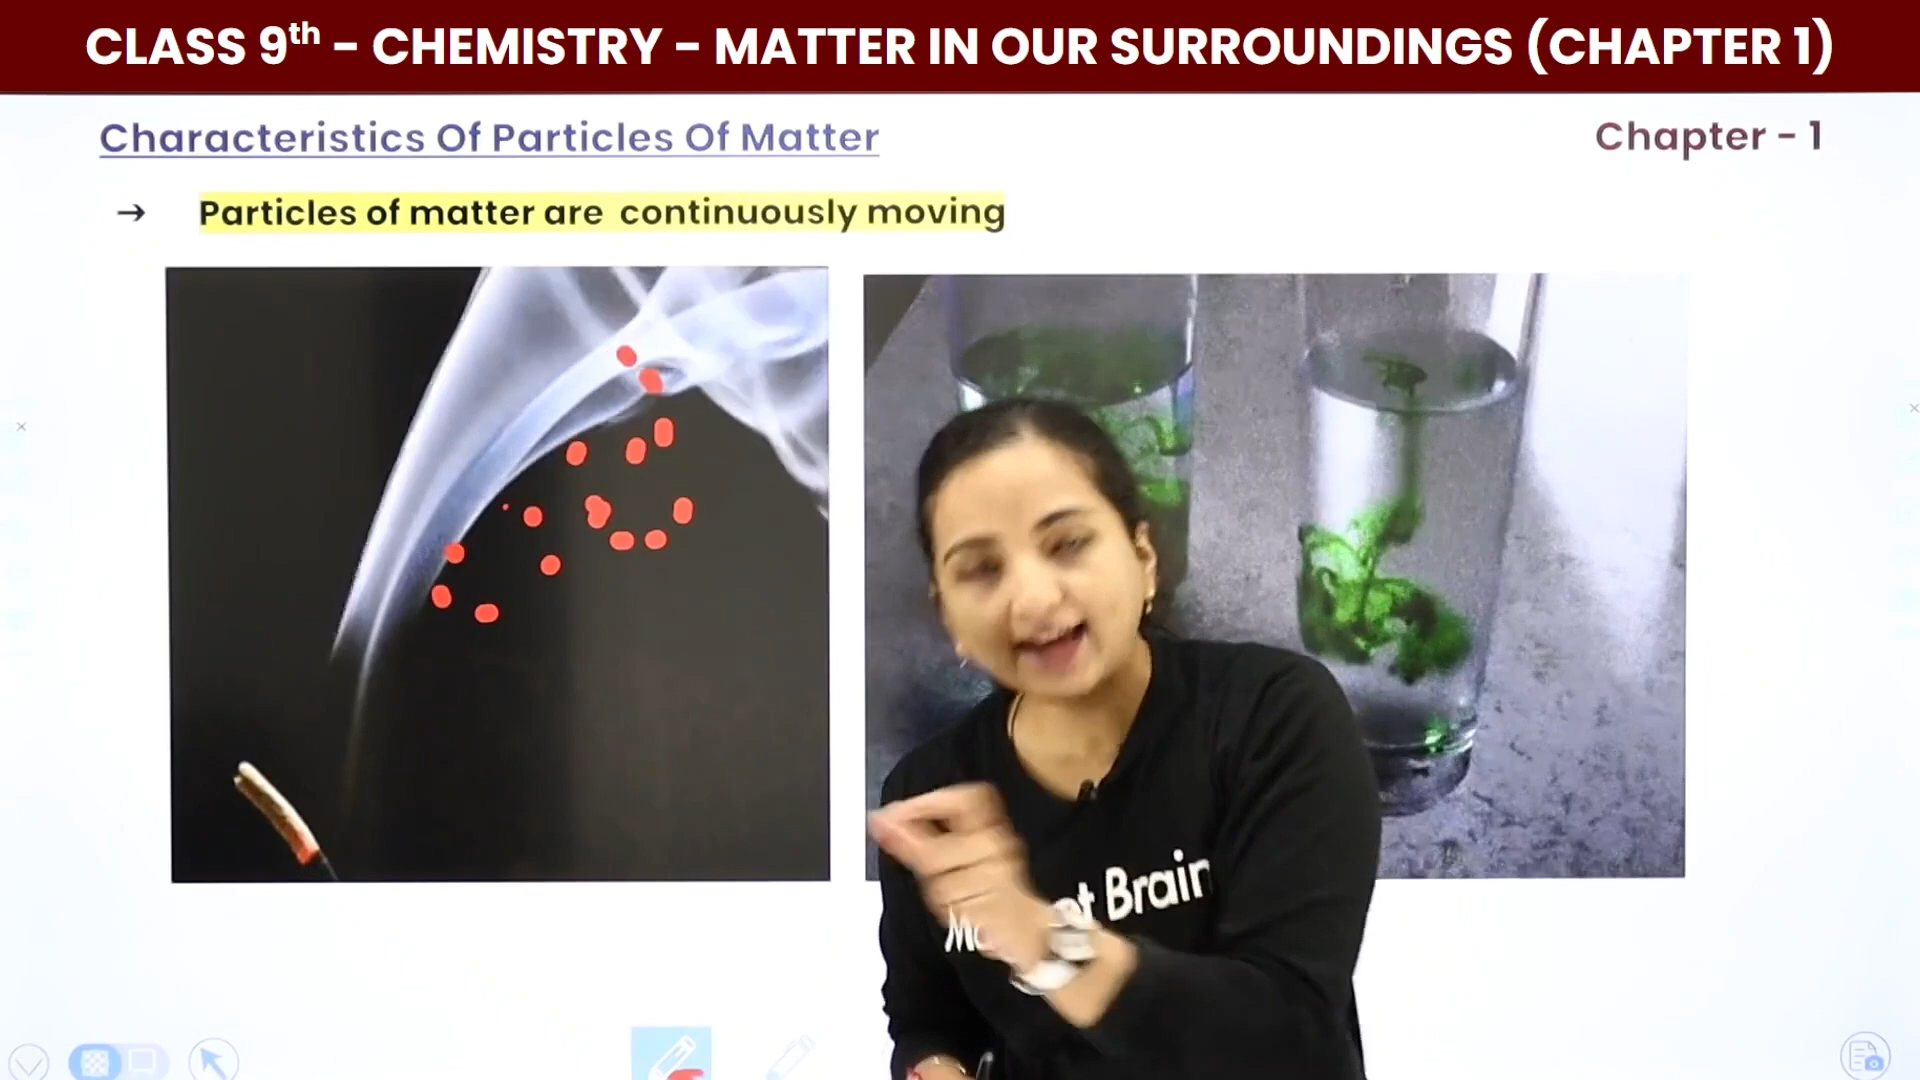 CLASS 9th – CHEMISTRY – MATTER IN OUR SURROUNDINGS (CHAPTER 1)
Characteristics Of Particles Of Matter
Chapter - 1
→ Particles of matter are continuously moving
Brain